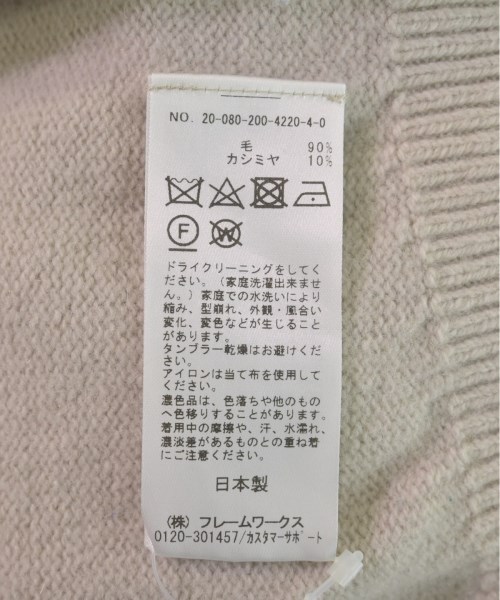 NO. 20-080-200-4220-4-0
毛 90%
カシミヤ 10%
F W
ドライクリーニングをしてく
ださい。(家庭洗濯出来ませ
ん。)家庭での水洗いにより
縮み、型崩れ、外観・風合い
変化、変色などが生じること
があります。
タンブラー乾燥はお避けくだ
さい。
アイロンは当て布を使用して
ください。
濃色品は、色落ちや他のもの
へ色移りすることがあります。
着用中の摩擦や、汗、水濡れ、
濃淡差があるものとの重ね着
にご注意ください。
日本製
(株) フレームワークス
0120-301457/カスタマーサポート